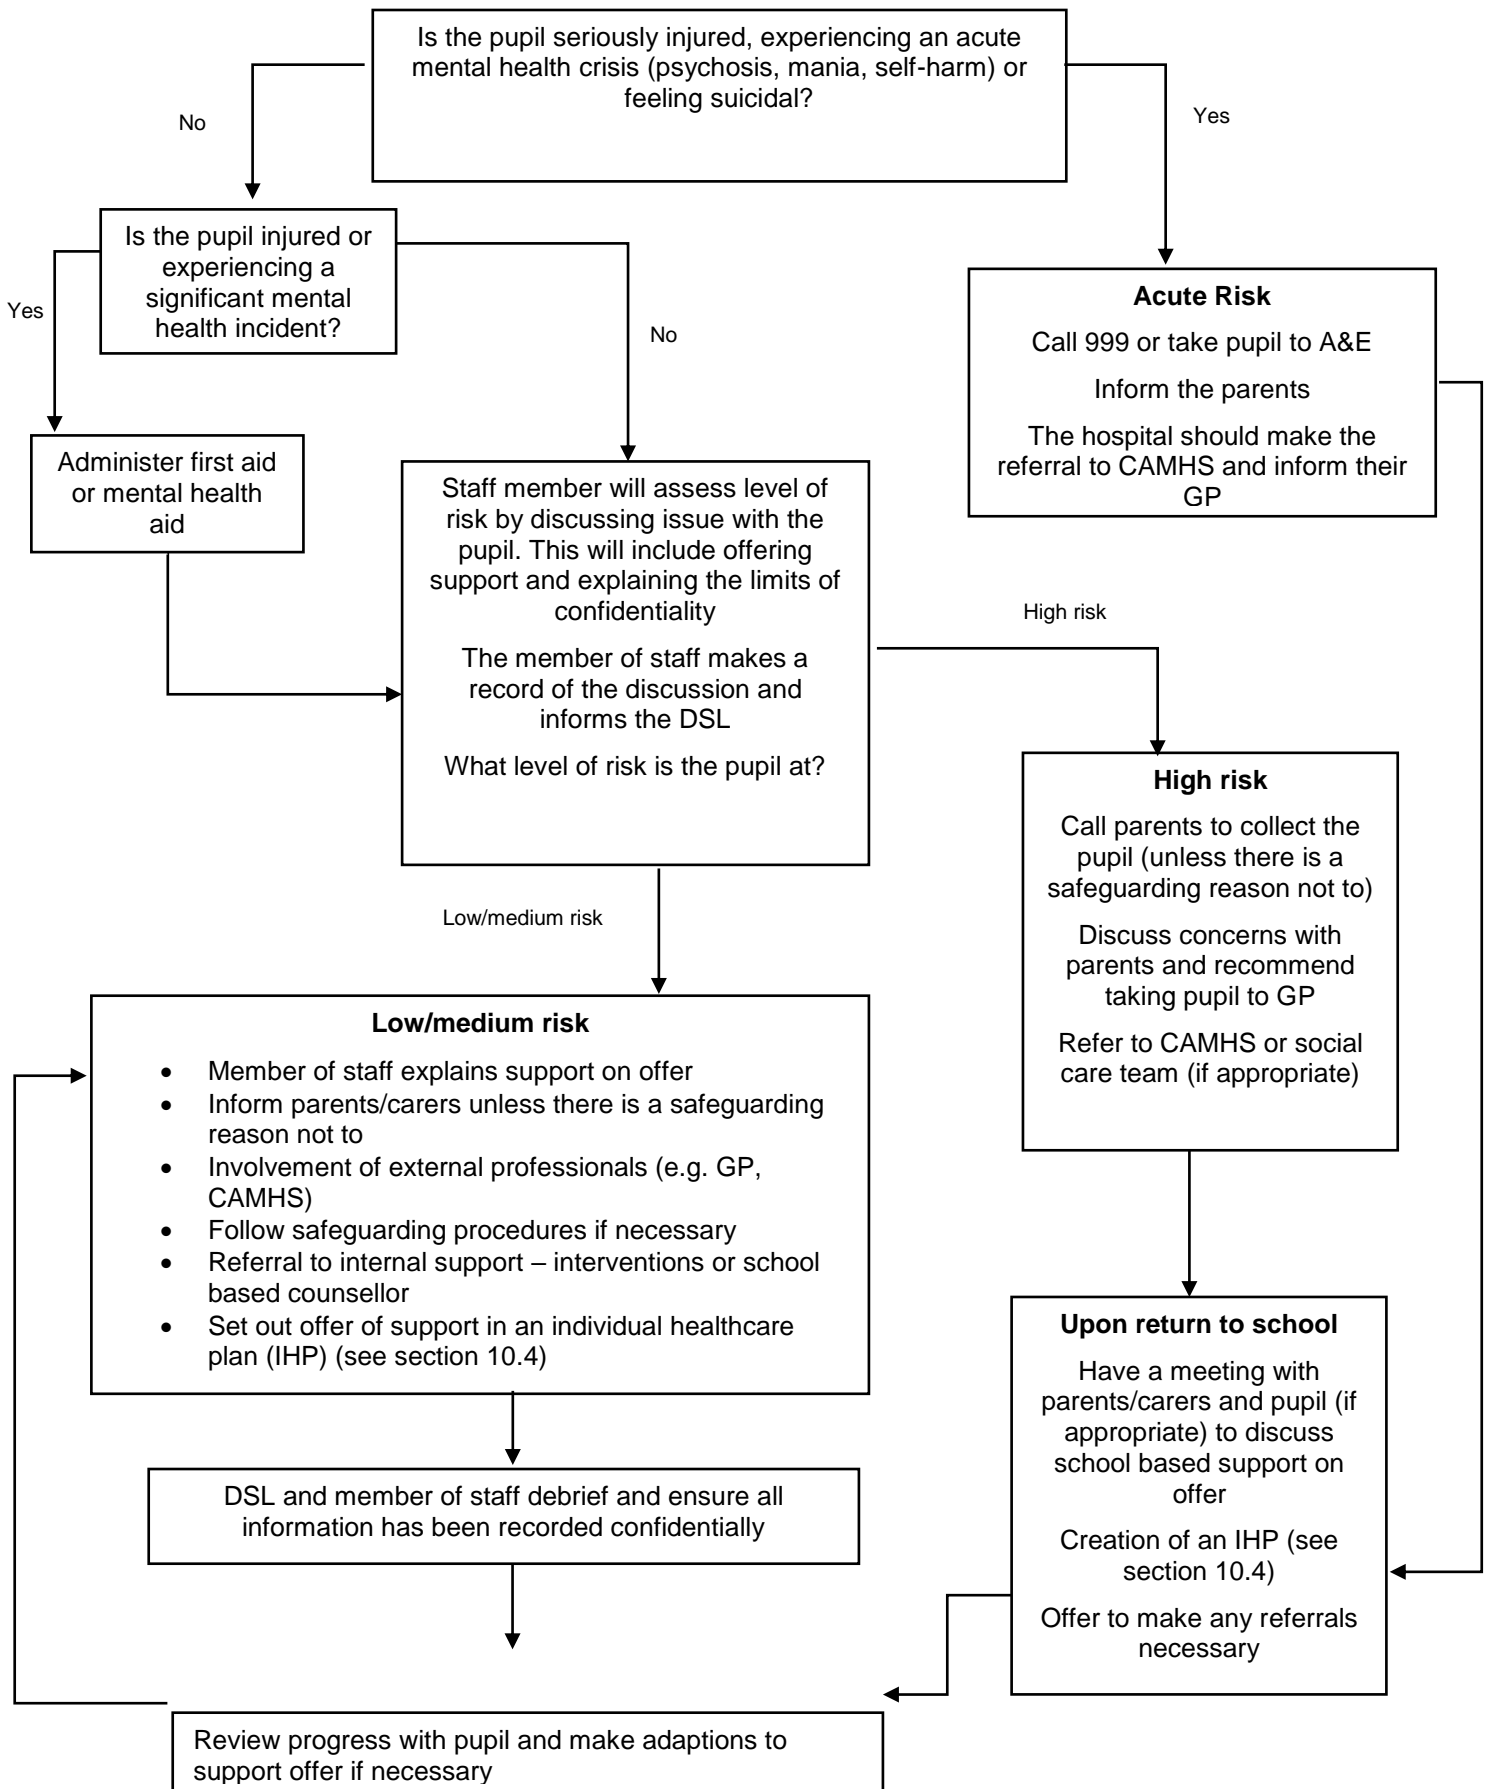 Is the pupil seriously injured, experiencing an acute
mental health crisis (psychosis, mania, self-harm) or
feeling suicidal?
No
Yes
Is the pupil injured or
experiencing a
significant mental
health incident?
Yes
No
Acute Risk
Call 999 or take pupil to A&E
Inform the parents
The hospital should make the
referral to CAMHS and inform their
GP
Administer first aid
or mental health
aid
Staff member will assess level of
risk by discussing issue with the
pupil. This will include offering
support and explaining the limits of
confidentiality
The member of staff makes a
record of the discussion and
informs the DSL
What level of risk is the pupil at?
High risk
High risk
Call parents to collect the
pupil (unless there is a
safeguarding reason not to)
Discuss concerns with
parents and recommend
taking pupil to GP
Refer to CAMHS or social
care team (if appropriate)
Low/medium risk
Low/medium risk
• Member of staff explains support on offer
• Inform parents/carers unless there is a safeguarding
reason not to
• Involvement of external professionals (e.g. GP,
CAMHS)
• Follow safeguarding procedures if necessary
• Referral to internal support – interventions or school
based counsellor
• Set out offer of support in an individual healthcare
plan (IHP) (see section 10.4)
Upon return to school
Have a meeting with
parents/carers and pupil (if
appropriate) to discuss
school based support on
offer
Creation of an IHP (see
section 10.4)
Offer to make any referrals
necessary
DSL and member of staff debrief and ensure all
information has been recorded confidentially
Review progress with pupil and make adaptions to
support offer if necessary